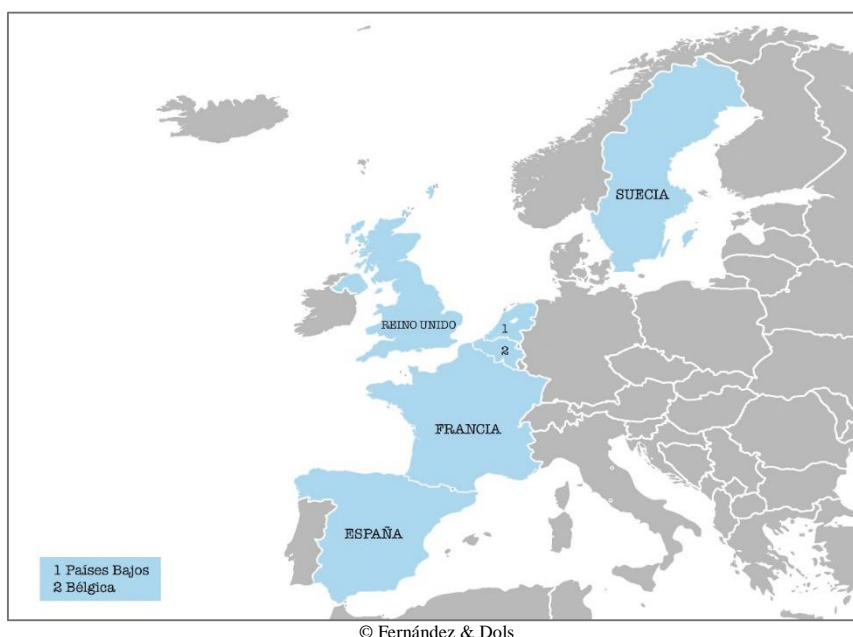 SUECIA
REINO UNIDO
1
2
FRANCIA
ESPAÑA
1 Países Bajos
2 Bélgica
© Fernández & Dols